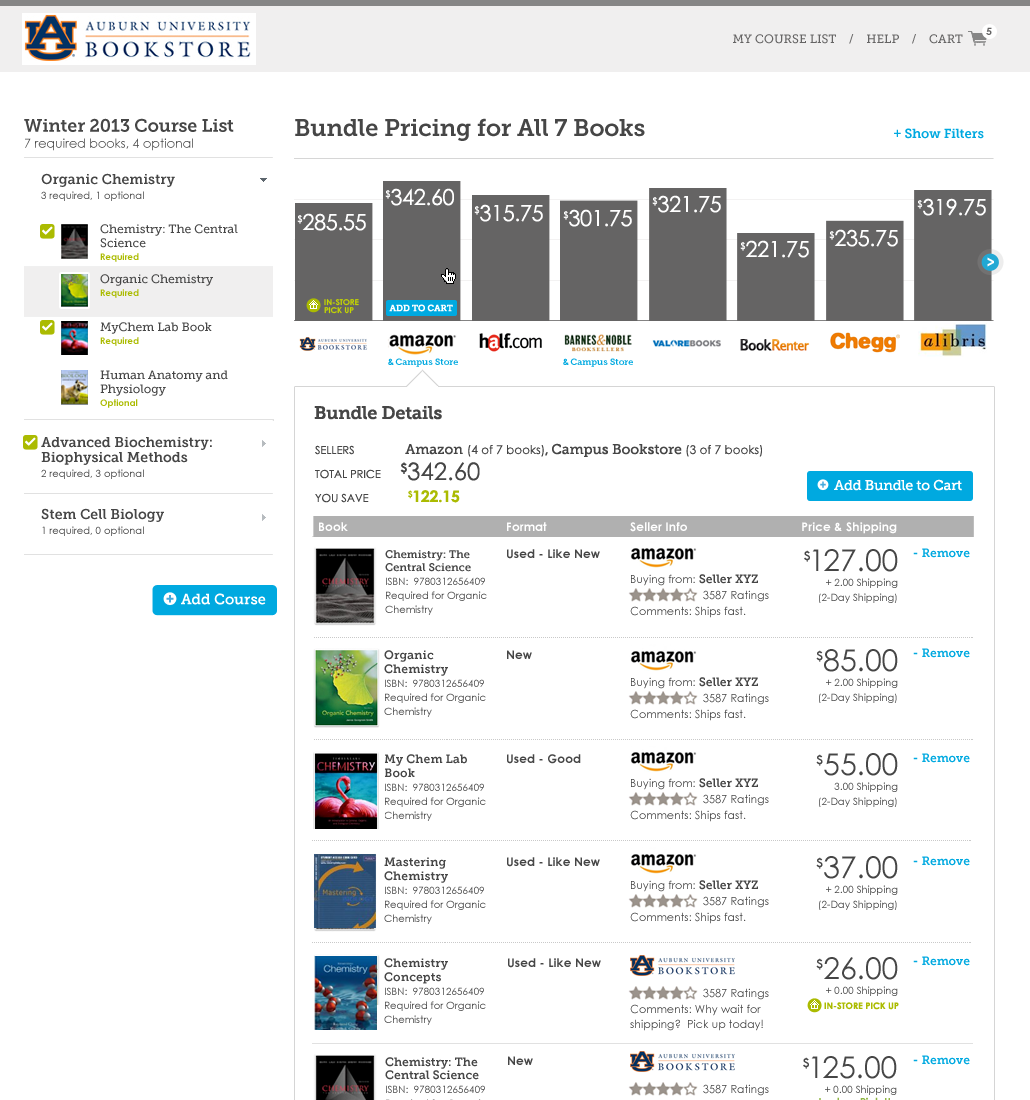 AUBURN UNIVERSITY
BOOKSTORE
MY COURSE LIST / HELP / CART 5
Winter 2013 Course List
7 required books, 4 optional
Organic Chemistry
3 required, 1 optional
Chemistry: The Central
Science
Required
Organic Chemistry
Required
MyChem Lab Book
Required
Human Anatomy and
Physiology
Optional
Advanced Biochemistry:
Biophysical Methods
2 required, 3 optional
Stem Cell Biology
1 required, 0 optional
Add Course
Bundle Pricing for All 7 Books
+ Show Filters
$285.55
$342.60
$315.75
$301.75
$321.75
$221.75
$235.75
$319.75
IN-STORE
PICK UP
ADD TO CART
AUBURN UNIVERSITY
BOOKSTORE
amazon
& Campus Store
half.com
BARNES&NOBLE
BOOKSELLERS
& Campus Store
VALOREBOOKS
BookRenter
Chegg
alibris
Bundle Details
SELLERS Amazon (4 of 7 books), Campus Bookstore (3 of 7 books)
TOTAL PRICE $342.60
YOU SAVE $122.15
Add Bundle to Cart
Book Format Seller Info Price & Shipping
Chemistry: The
Central Science
ISBN: 9780312656409
Required for Organic
Chemistry
Used - Like New
amazon
Buying from: Seller XYZ
3587 Ratings
Comments: Ships fast.
$127.00
+ 2.00 Shipping
(2-Day Shipping)
- Remove
Organic
Chemistry
ISBN: 9780312656409
Required for Organic
Chemistry
New
amazon
Buying from: Seller XYZ
3587 Ratings
Comments: Ships fast.
$85.00
+ 2.00 Shipping
(2-Day Shipping)
- Remove
My Chem Lab
Book
ISBN: 9780312656409
Required for Organic
Chemistry
Used - Good
amazon
Buying from: Seller XYZ
3587 Ratings
Comments: Ships fast.
$55.00
3.00 Shipping
(2-Day Shipping)
- Remove
Mastering
Chemistry
ISBN: 9780312656409
Required for Organic
Chemistry
Used - Like New
amazon
Buying from: Seller XYZ
3587 Ratings
Comments: Ships fast.
$37.00
+ 2.00 Shipping
(2-Day Shipping)
- Remove
Chemistry
Concepts
ISBN: 9780312656409
Required for Organic
Chemistry
Used - Like New
AUBURN UNIVERSITY
BOOKSTORE
3587 Ratings
Comments: Why wait for
shipping? Pick up today!
$26.00
+ 0.00 Shipping
IN-STORE PICK UP
- Remove
Chemistry: The
Central Science
ISBN: 9780312656409
New
AUBURN UNIVERSITY
BOOKSTORE
3587 Ratings
$125.00
+ 0.00 Shipping
- Remove
CHEMISTRY
Organic Chemistry
CHEMISTRY
Mastering
Chemistry